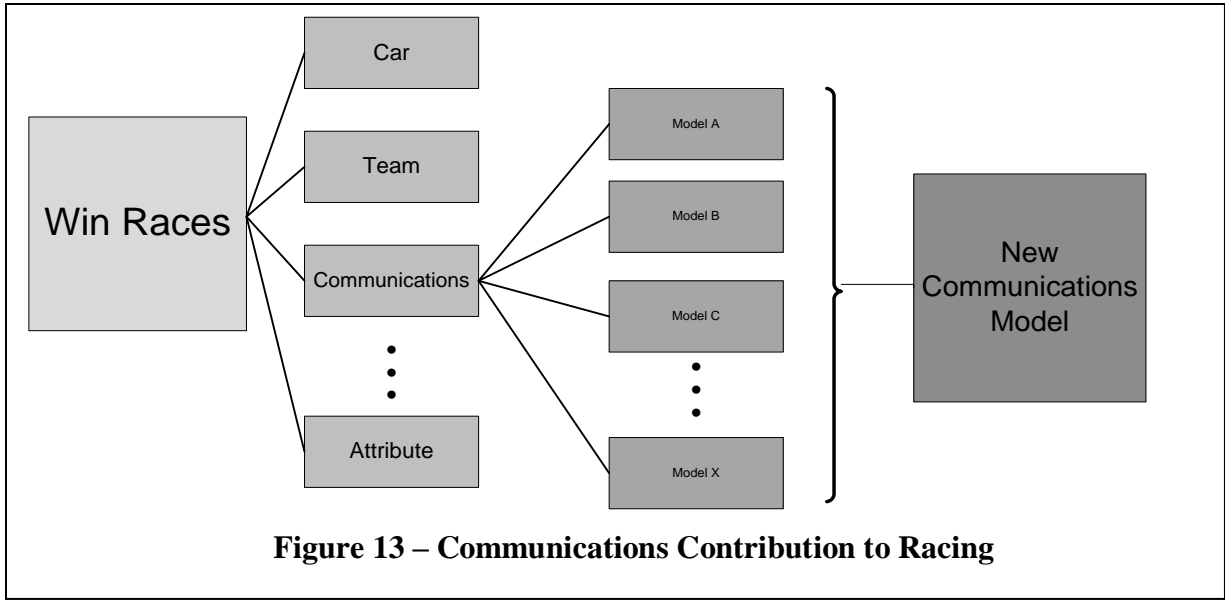 Win Races
Car
Team
Communications
Attribute
Model A
Model B
Model C
Model X
New
Communications
Model
Figure 13 – Communications Contribution to Racing